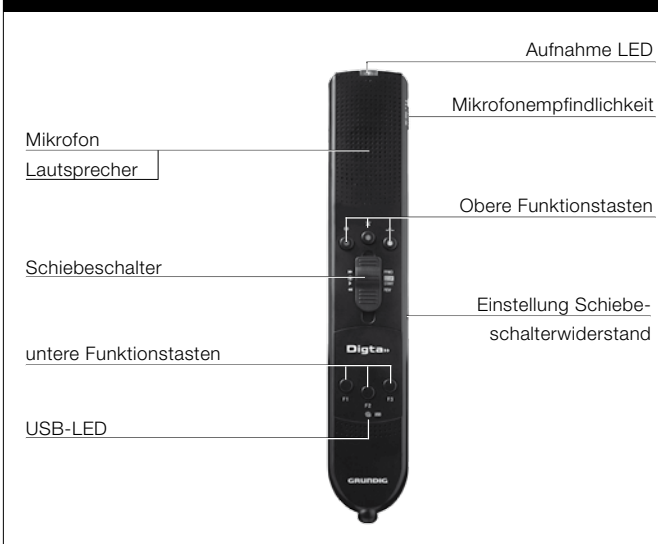 Aufnahme LED
Mikrofonempfindlichkeit
Mikrofon
Lautsprecher
Obere Funktionstasten
Schiebeschalter
Einstellung Schiebe-
schalterwiderstand
Digta
untere Funktionstasten
F1
F2
F3
USB-LED
GRUNDIG